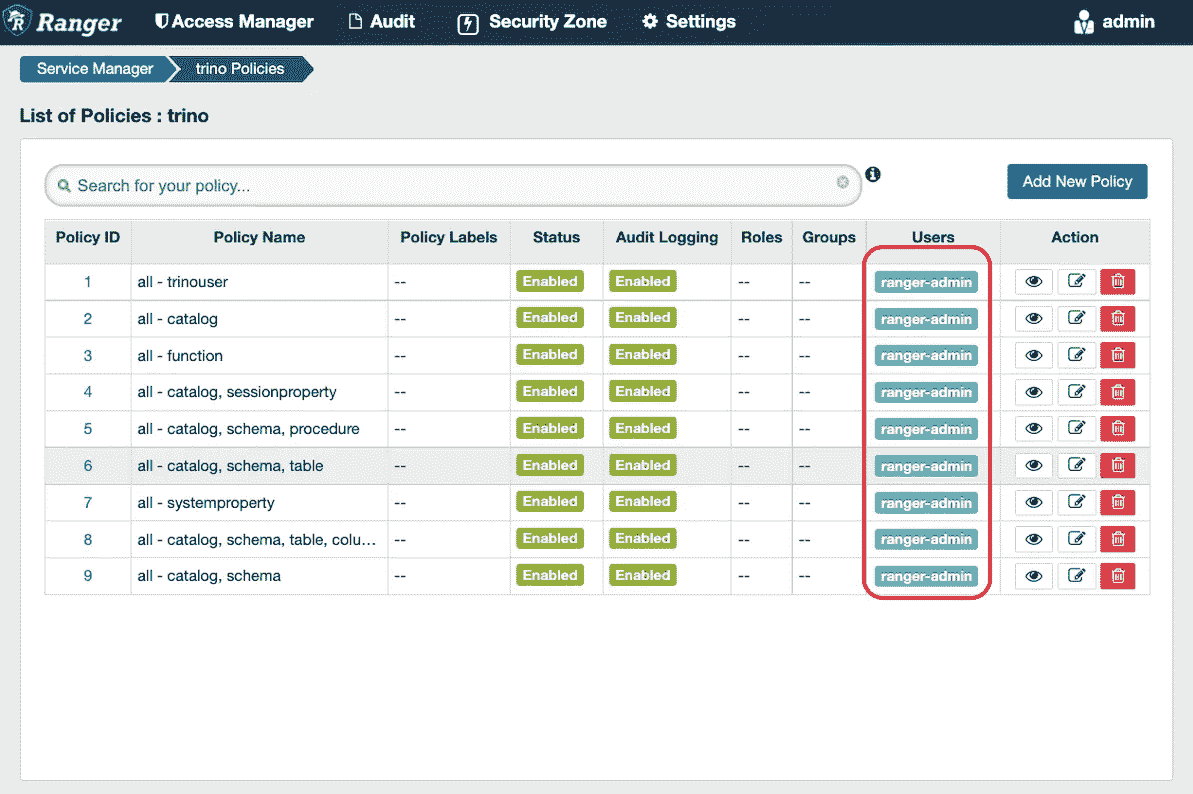 Ranger Access Manager Audit Security Zone Settings admin
Service Manager trino Policies
List of Policies : trino
Search for your policy...
Add New Policy
Policy ID Policy Name Policy Labels Status Audit Logging Roles Groups Users Action
1 all - trinouser -- Enabled Enabled -- -- ranger-admin
2 all - catalog -- Enabled Enabled -- -- ranger-admin
3 all - function -- Enabled Enabled -- -- ranger-admin
4 all - catalog, sessionproperty -- Enabled Enabled -- -- ranger-admin
5 all - catalog, schema, procedure -- Enabled Enabled -- -- ranger-admin
6 all - catalog, schema, table -- Enabled Enabled -- -- ranger-admin
7 all - systemproperty -- Enabled Enabled -- -- ranger-admin
8 all - catalog, schema, table, colu... -- Enabled Enabled -- -- ranger-admin
9 all - catalog, schema -- Enabled Enabled -- -- ranger-admin